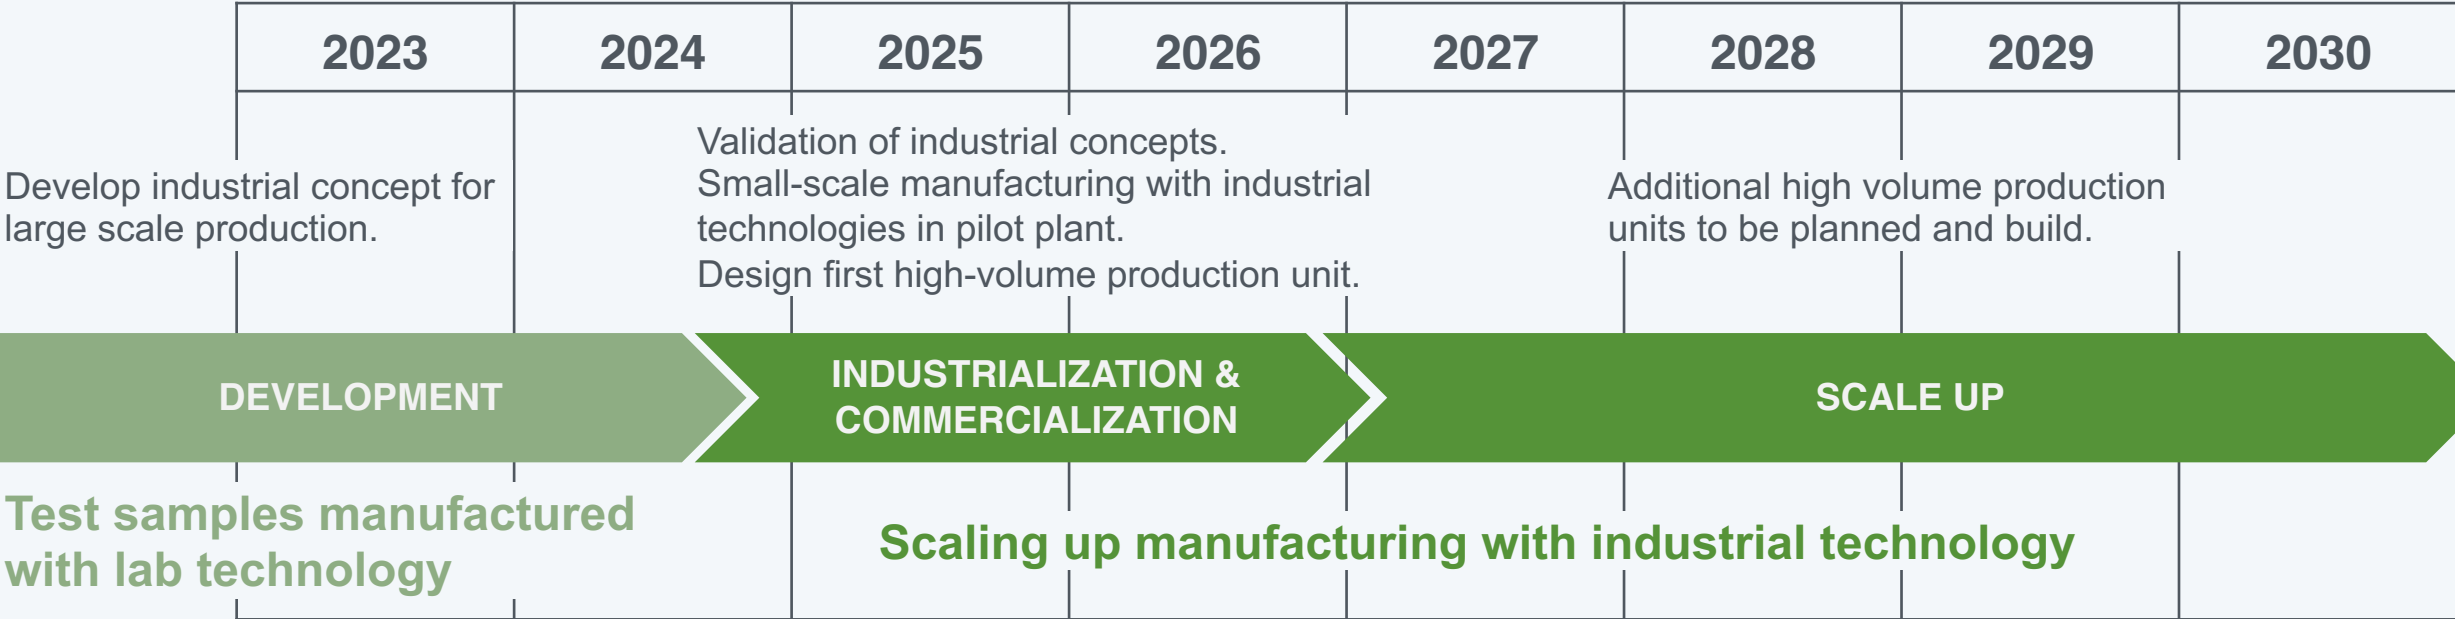 2023 2024 2025 2026 2027 2028 2029 2030
Develop industrial concept for
large scale production.
Validation of industrial concepts.
Small-scale manufacturing with industrial
technologies in pilot plant.
Design first high-volume production unit.
Additional high volume production
units to be planned and build.
DEVELOPMENT
INDUSTRIALIZATION &
COMMERCIALIZATION
SCALE UP
Test samples manufactured
with lab technology
Scaling up manufacturing with industrial technology